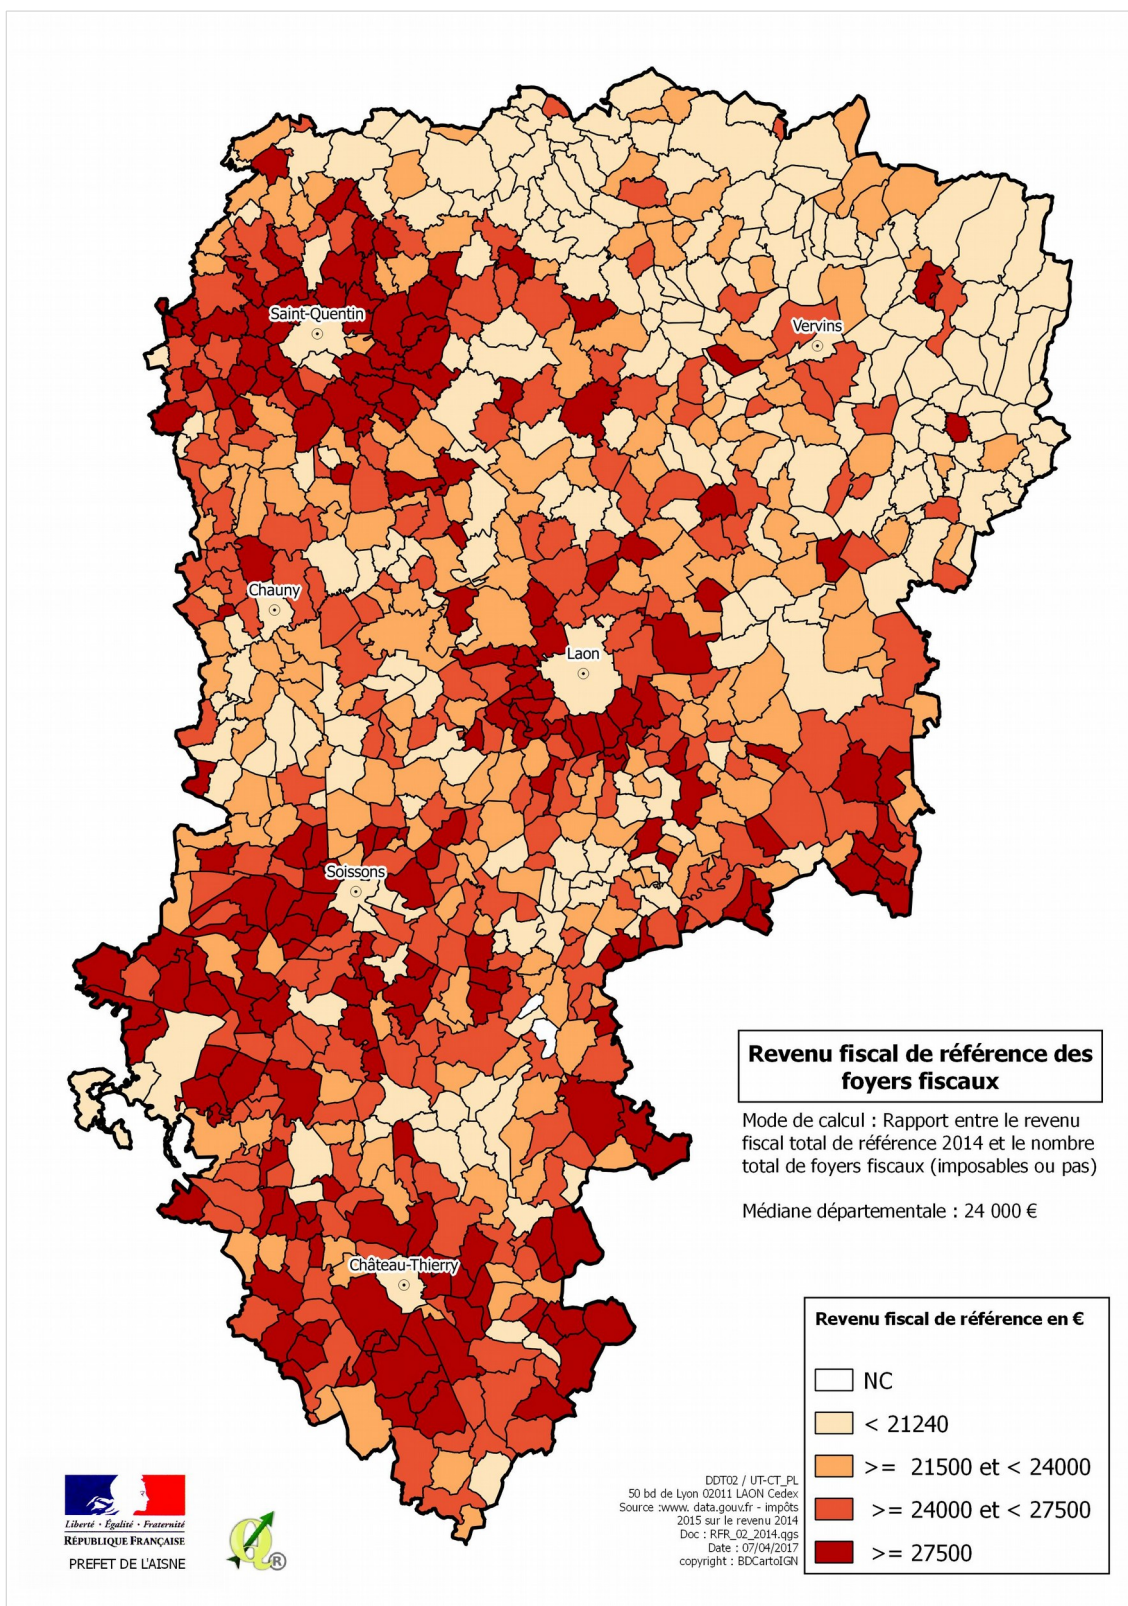 Saint-Quentin
Vervins
Chauny
Laon
Soissons
Château-Thierry
Revenu fiscal de référence des
foyers fiscaux
Mode de calcul : Rapport entre le revenu
fiscal total de référence 2014 et le nombre
total de foyers fiscaux (imposables ou pas)
Médiane départementale : 24 000 €
Revenu fiscal de référence en €
NC
< 21240
>= 21500 et < 24000
>= 24000 et < 27500
>= 27500
DDT02 / UT-CT_PL
50 bd de Lyon 02011 LAON Cedex
Source :www. data.gouv.fr - impôts
2015 sur le revenu 2014
Doc : RFR_02_2014.qgs
Date : 07/04/2017
copyright : BDCartoIGN
Liberté • Égalité • Fraternité
RÉPUBLIQUE FRANÇAISE
PREFET DE L'AISNE
Q ®